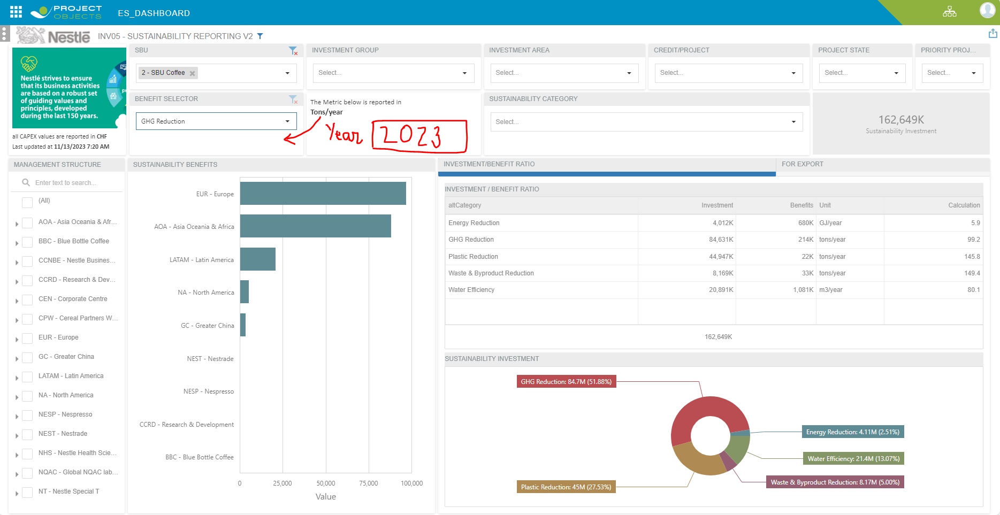 PROJECT
OBJECTS
ES_DASHBOARD
Nestlé
INV05 - SUSTAINABILITY REPORTING V2
Nestlé strives to ensure
that its business activities
are based on a robust set
of guiding values and
principles, developed
during the last 150 years.
all CAPEX values are reported in CHF
Last updated at 11/13/2023 7:20 AM
SBU
2 - SBU Coffee
INVESTMENT GROUP
Select...
INVESTMENT AREA
Select...
CREDIT/PROJECT
Select...
PROJECT STATE
Select...
PRIORITY PROJ...
Select...
BENEFIT SELECTOR
GHG Reduction
The Metric below is reported in
Tons/year
Year 2023
SUSTAINABILITY CATEGORY
Select...
162,649K
Sustainability Investment
MANAGEMENT STRUCTURE
Enter text to search...
(All)
AOA - Asia Oceania & Afr...
BBC - Blue Bottle Coffee
CCNBE - Nestle Busines...
CCRD - Research & Dev...
CEN - Corporate Centre
CPW - Cereal Partners W...
EUR - Europe
GC - Greater China
LATAM - Latin America
NA - North America
NESP - Nespresso
NEST - Nestrade
NHS - Nestle Health Scie...
NQAC - Global NQAC lab...
NT - Nestle Special T
SUSTAINABILITY BENEFITS
EUR - Europe
AOA - Asia Oceania & Africa
LATAM - Latin America
NA - North America
GC - Greater China
NEST - Nestrade
NESP - Nespresso
CCRD - Research & Development
BBC - Blue Bottle Coffee
0 25,000 50,000 75,000 100,000
Value
INVESTMENT/BENEFIT RATIO
FOR EXPORT
INVESTMENT / BENEFIT RATIO
altCategory Investment Benefits Unit Calculation
Energy Reduction 4,012K 680K GJ/year 5.9
GHG Reduction 84,631K 214K tons/year 99.2
Plastic Reduction 44,947K 22K tons/year 145.8
Waste & Byproduct Reduction 8,169K 33K tons/year 149.4
Water Efficiency 20,891K 1,081K m3/year 80.1
162,649K
SUSTAINABILITY INVESTMENT
GHG Reduction: 84.7M (51.88%)
Energy Reduction: 4.11M (2.51%)
Water Efficiency: 21.4M (13.07%)
Waste & Byproduct Reduction: 8.17M (5.00%)
Plastic Reduction: 45M (27.53%)